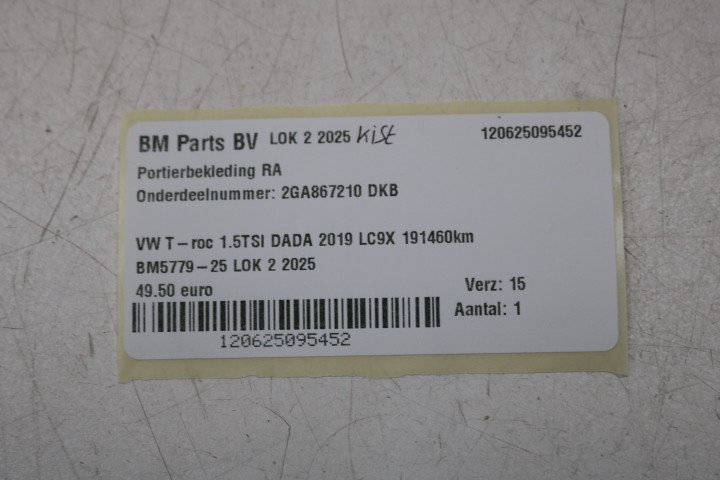 BM Parts BV LOK 2 2025 kist 120625095452
Portierbekleding RA
Onderdeelnummer: 2GA867210 DKB
VW T-roc 1.5TSI DADA 2019 LC9X 191460km
BM5779-25 LOK 2 2025
49.50 euro Verz: 15
Aantal: 1
120625095452